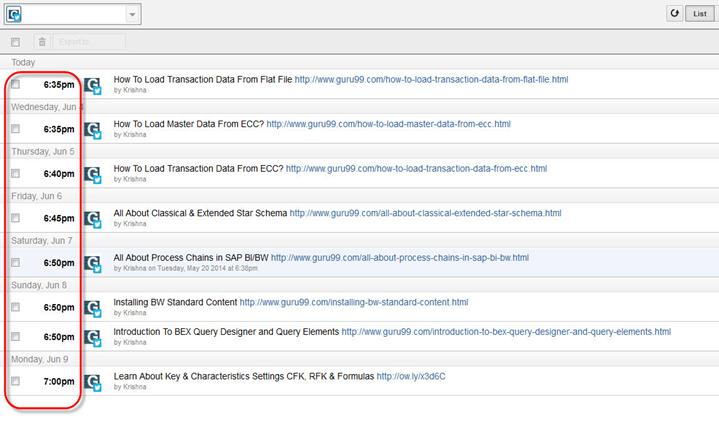 List
Export to...
Today
6:35pm How To Load Transaction Data From Flat File http://www.guru99.com/how-to-load-transaction-data-from-flat-file.html
by Krishna
Wednesday, Jun 4
6:35pm How To Load Master Data From ECC? http://www.guru99.com/how-to-load-master-data-from-ecc.html
by Krishna
Thursday, Jun 5
6:40pm How To Load Transaction Data From ECC? http://www.guru99.com/how-to-load-transaction-data-from-ecc.html
by Krishna
Friday, Jun 6
6:45pm All About Classical & Extended Star Schema http://www.guru99.com/all-about-classical-extended-star-schema.html
by Krishna
Saturday, Jun 7
6:50pm All About Process Chains in SAP BI/BW http://www.guru99.com/all-about-process-chains-in-sap-bi-bw.html
by Krishna on Tuesday, May 20 2014 at 6:38pm
Sunday, Jun 8
6:50pm Installing BW Standard Content http://www.guru99.com/installing-bw-standard-content.html
by Krishna
6:50pm Introduction To BEX Query Designer and Query Elements http://www.guru99.com/introduction-to-bex-query-designer-and-query-elements.html
by Krishna
Monday, Jun 9
7:00pm Learn About Key & Characteristics Settings CFK, RFK & Formulas http://ow.ly/x3d6C
by Krishna